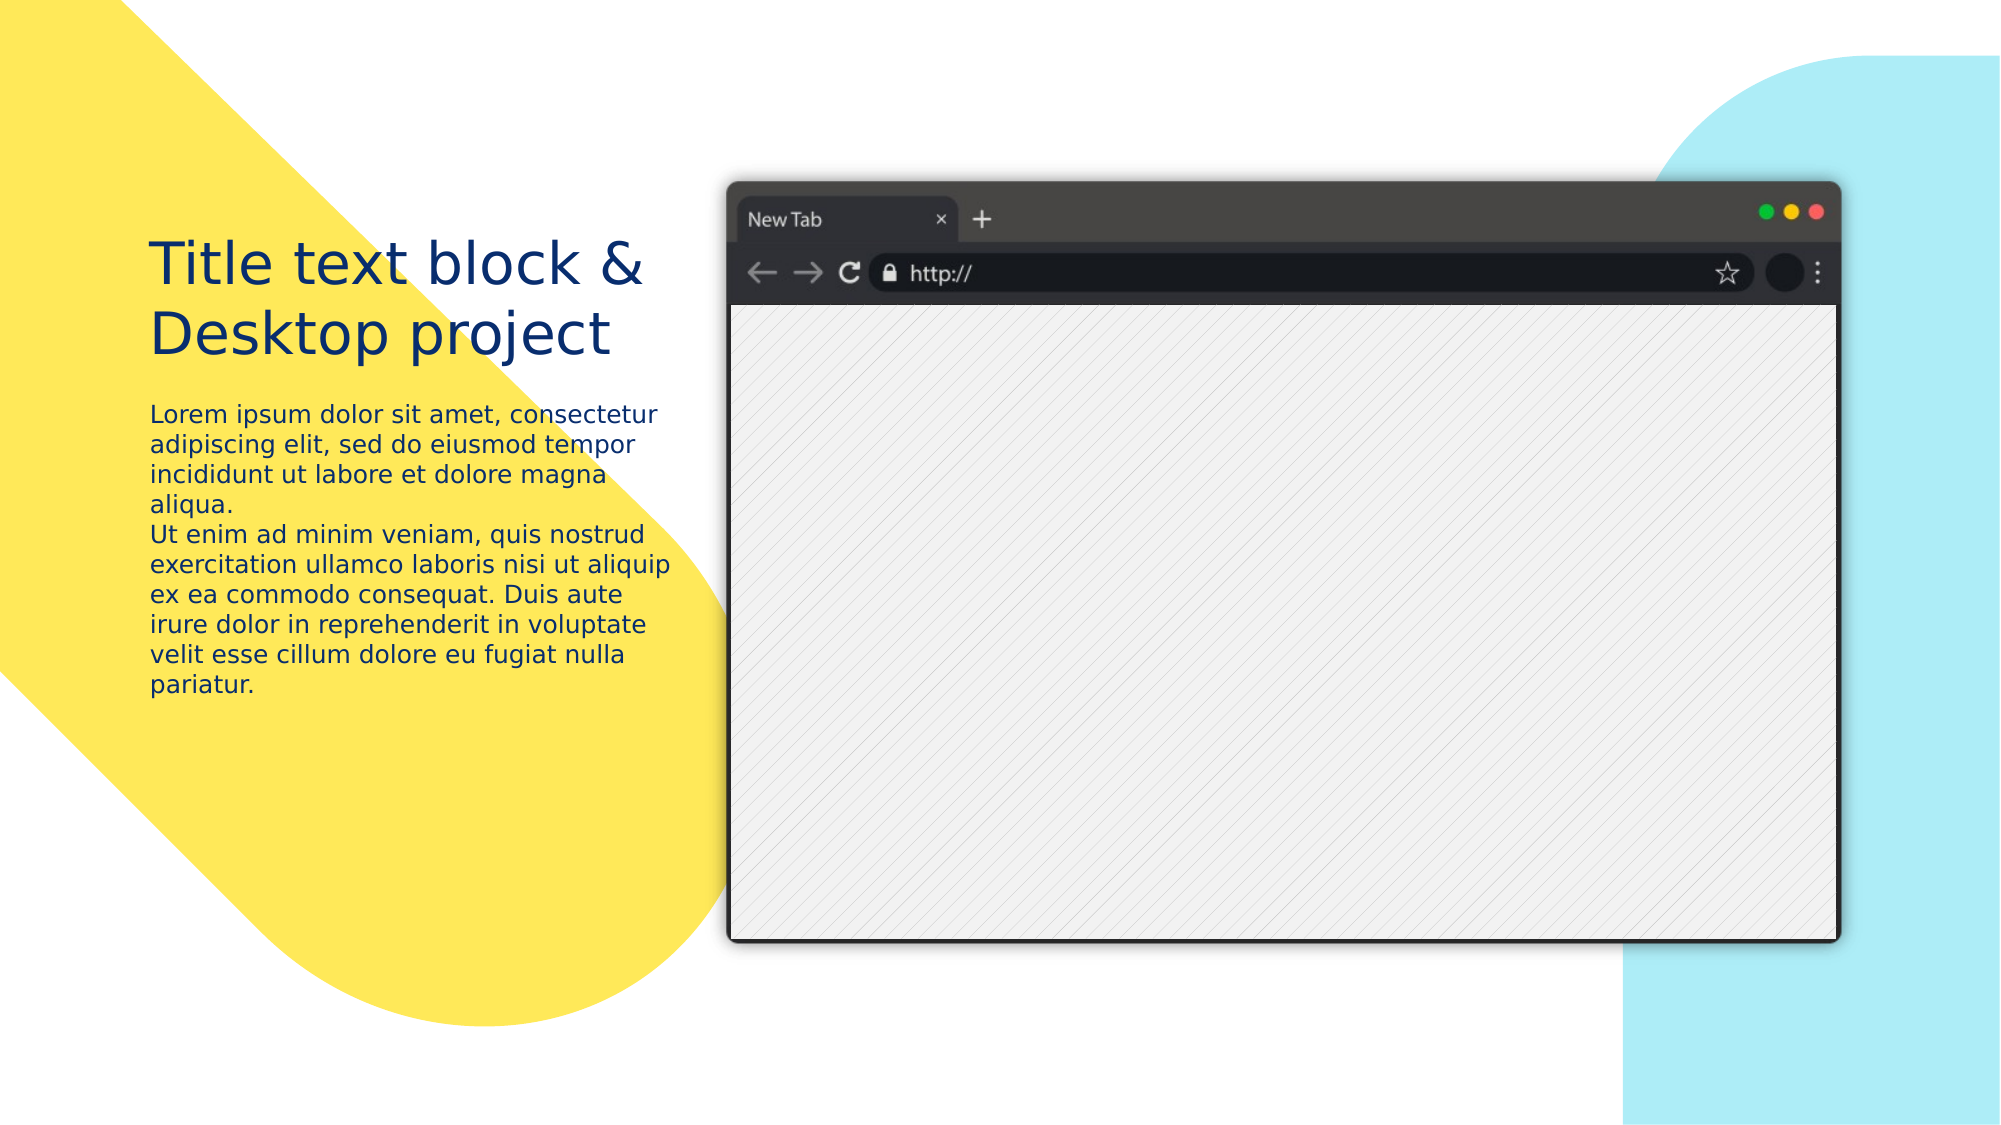 Title text block &
Desktop project
Lorem ipsum dolor sit amet, consectetur
adipiscing elit, sed do eiusmod tempor
incididunt ut labore et dolore magna
aliqua.
Ut enim ad minim veniam, quis nostrud
exercitation ullamco laboris nisi ut aliquip
ex ea commodo consequat. Duis aute
irure dolor in reprehenderit in voluptate
velit esse cillum dolore eu fugiat nulla
pariatur.
New Tab
http://